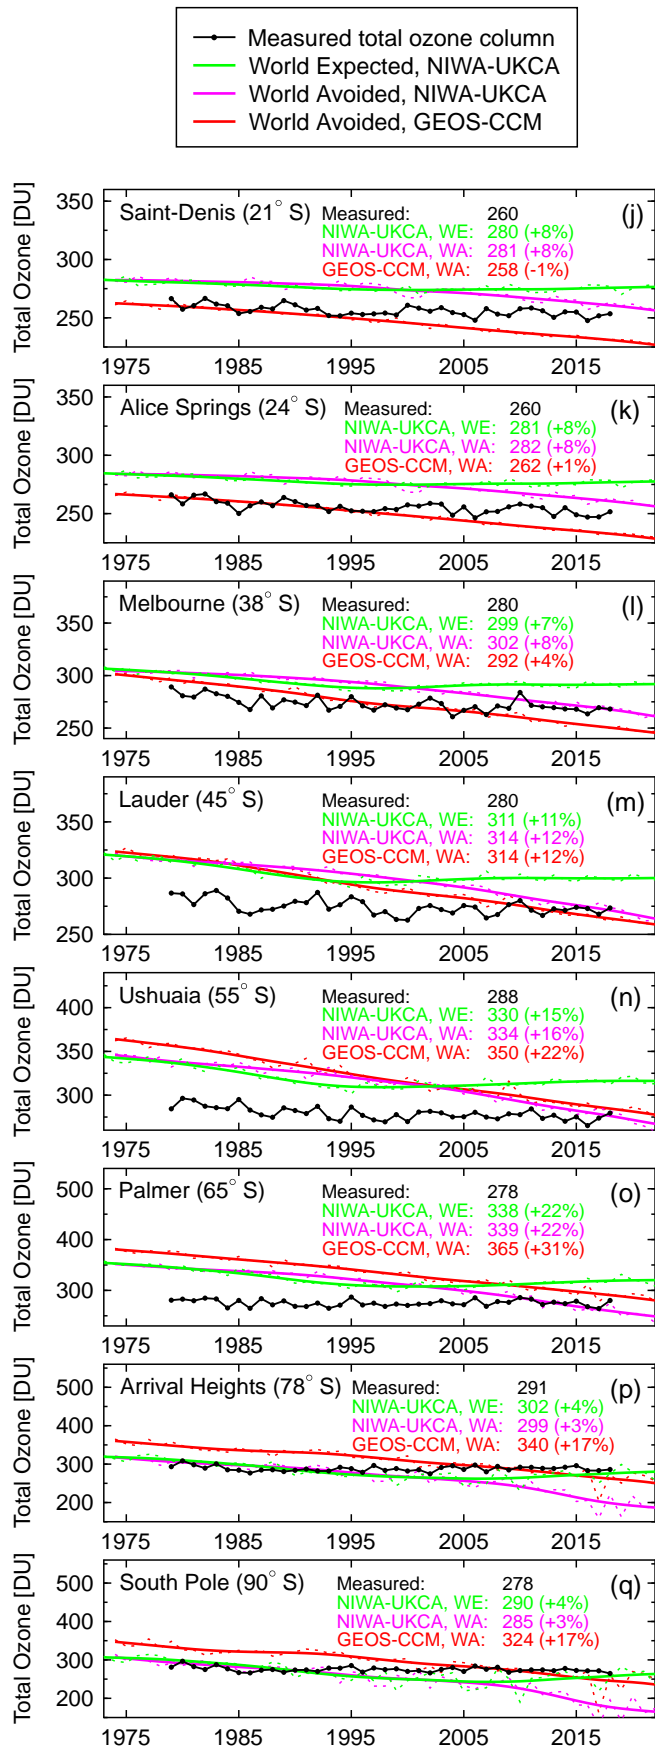 Measured total ozone column
World Expected, NIWA-UKCA
World Avoided, NIWA-UKCA
World Avoided, GEOS-CCM
Total Ozone [DU]
350
300
250
Saint-Denis (21° S)
(j)
Measured: 260
NIWA-UKCA, WE: 280 (+8%)
NIWA-UKCA, WA: 281 (+8%)
GEOS-CCM, WA: 258 (-1%)
1975 1985 1995 2005 2015
Total Ozone [DU]
350
300
250
Alice Springs (24° S)
(k)
Measured: 260
NIWA-UKCA, WE: 281 (+8%)
NIWA-UKCA, WA: 282 (+8%)
GEOS-CCM, WA: 262 (+1%)
1975 1985 1995 2005 2015
Total Ozone [DU]
350
300
250
Melbourne (38° S)
(l)
Measured: 280
NIWA-UKCA, WE: 299 (+7%)
NIWA-UKCA, WA: 302 (+8%)
GEOS-CCM, WA: 292 (+4%)
1975 1985 1995 2005 2015
Total Ozone [DU]
350
300
250
Lauder (45° S)
(m)
Measured: 280
NIWA-UKCA, WE: 311 (+11%)
NIWA-UKCA, WA: 314 (+12%)
GEOS-CCM, WA: 314 (+12%)
1975 1985 1995 2005 2015
Total Ozone [DU]
400
350
300
Ushuaia (55° S)
(n)
Measured: 288
NIWA-UKCA, WE: 330 (+15%)
NIWA-UKCA, WA: 334 (+16%)
GEOS-CCM, WA: 350 (+22%)
1975 1985 1995 2005 2015
Total Ozone [DU]
500
400
300
Palmer (65° S)
(o)
Measured: 278
NIWA-UKCA, WE: 338 (+22%)
NIWA-UKCA, WA: 339 (+22%)
GEOS-CCM, WA: 365 (+31%)
1975 1985 1995 2005 2015
Total Ozone [DU]
500
400
300
200
Arrival Heights (78° S)
(p)
Measured: 291
NIWA-UKCA, WE: 302 (+4%)
NIWA-UKCA, WA: 299 (+3%)
GEOS-CCM, WA: 340 (+17%)
1975 1985 1995 2005 2015
Total Ozone [DU]
500
400
300
200
South Pole (90° S)
(q)
Measured: 278
NIWA-UKCA, WE: 290 (+4%)
NIWA-UKCA, WA: 285 (+3%)
GEOS-CCM, WA: 324 (+17%)
1975 1985 1995 2005 2015